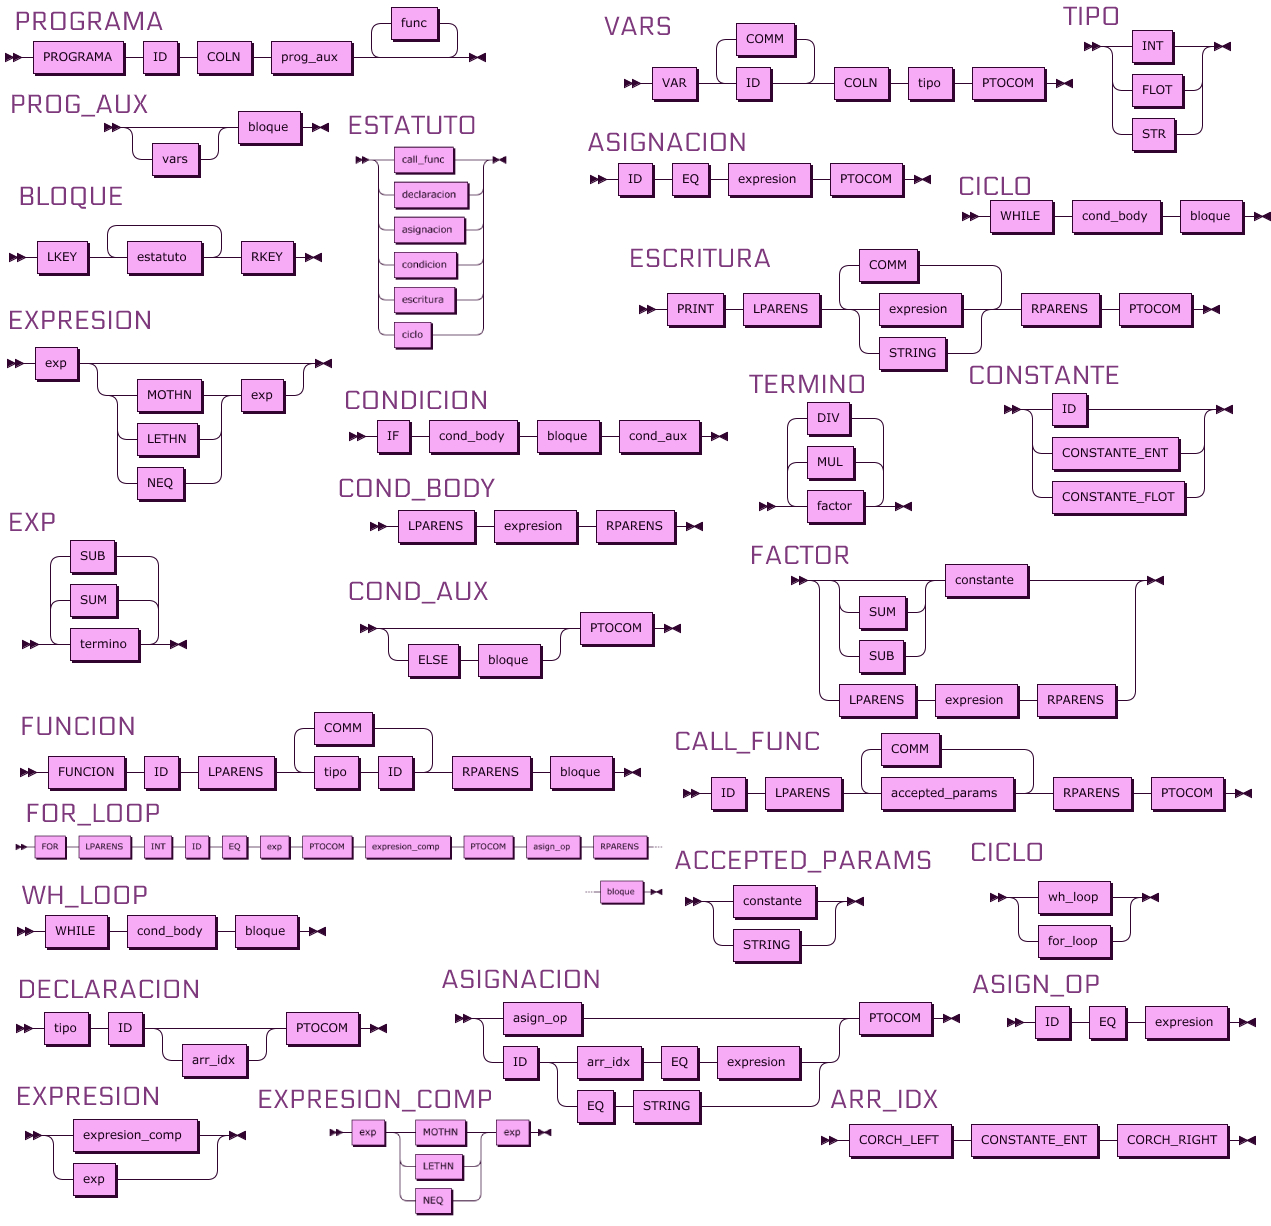 PROGRAMA
func
PROGRAMA ID COLN prog_aux
VARS
COMM
VAR ID COLN tipo PTOCOM
TIPO
INT
FLOT
STR
PROG_AUX
bloque
vars
ESTATUTO
call_func
declaracion
asignacion
condicion
escritura
ciclo
ASIGNACION
ID EQ expresion PTOCOM
BLOQUE
LKEY estatuto RKEY
CICLO
WHILE cond_body bloque
ESCRITURA
COMM
PRINT LPARENS expresion RPARENS PTOCOM
STRING
EXPRESION
exp
MOTHN exp
LETHN
NEQ
CONDICION
IF cond_body bloque cond_aux
TERMINO
DIV
MUL
factor
CONSTANTE
ID
CONSTANTE_ENT
CONSTANTE_FLOT
COND_BODY
LPARENS expresion RPARENS
EXP
SUB
SUM
termino
COND_AUX
PTOCOM
ELSE bloque
FACTOR
constante
SUM
SUB
LPARENS expresion RPARENS
FUNCION
COMM
FUNCION ID LPARENS tipo ID RPARENS bloque
CALL_FUNC
COMM
ID LPARENS accepted_params RPARENS PTOCOM
FOR_LOOP
FOR LPARENS INT ID EQ exp PTOCOM expresion_comp PTOCOM asign_op RPARENS
bloque
ACCEPTED_PARAMS
constante
STRING
CICLO
wh_loop
for_loop
WH_LOOP
WHILE cond_body bloque
DECLARACION
tipo ID PTOCOM
arr_idx
ASIGNACION
asign_op PTOCOM
ID arr_idx EQ expresion
EQ STRING
ASIGN_OP
ID EQ expresion
EXPRESION
expresion_comp
exp
EXPRESION_COMP
exp MOTHN exp
LETHN
NEQ
ARR_IDX
CORCH_LEFT CONSTANTE_ENT CORCH_RIGHT